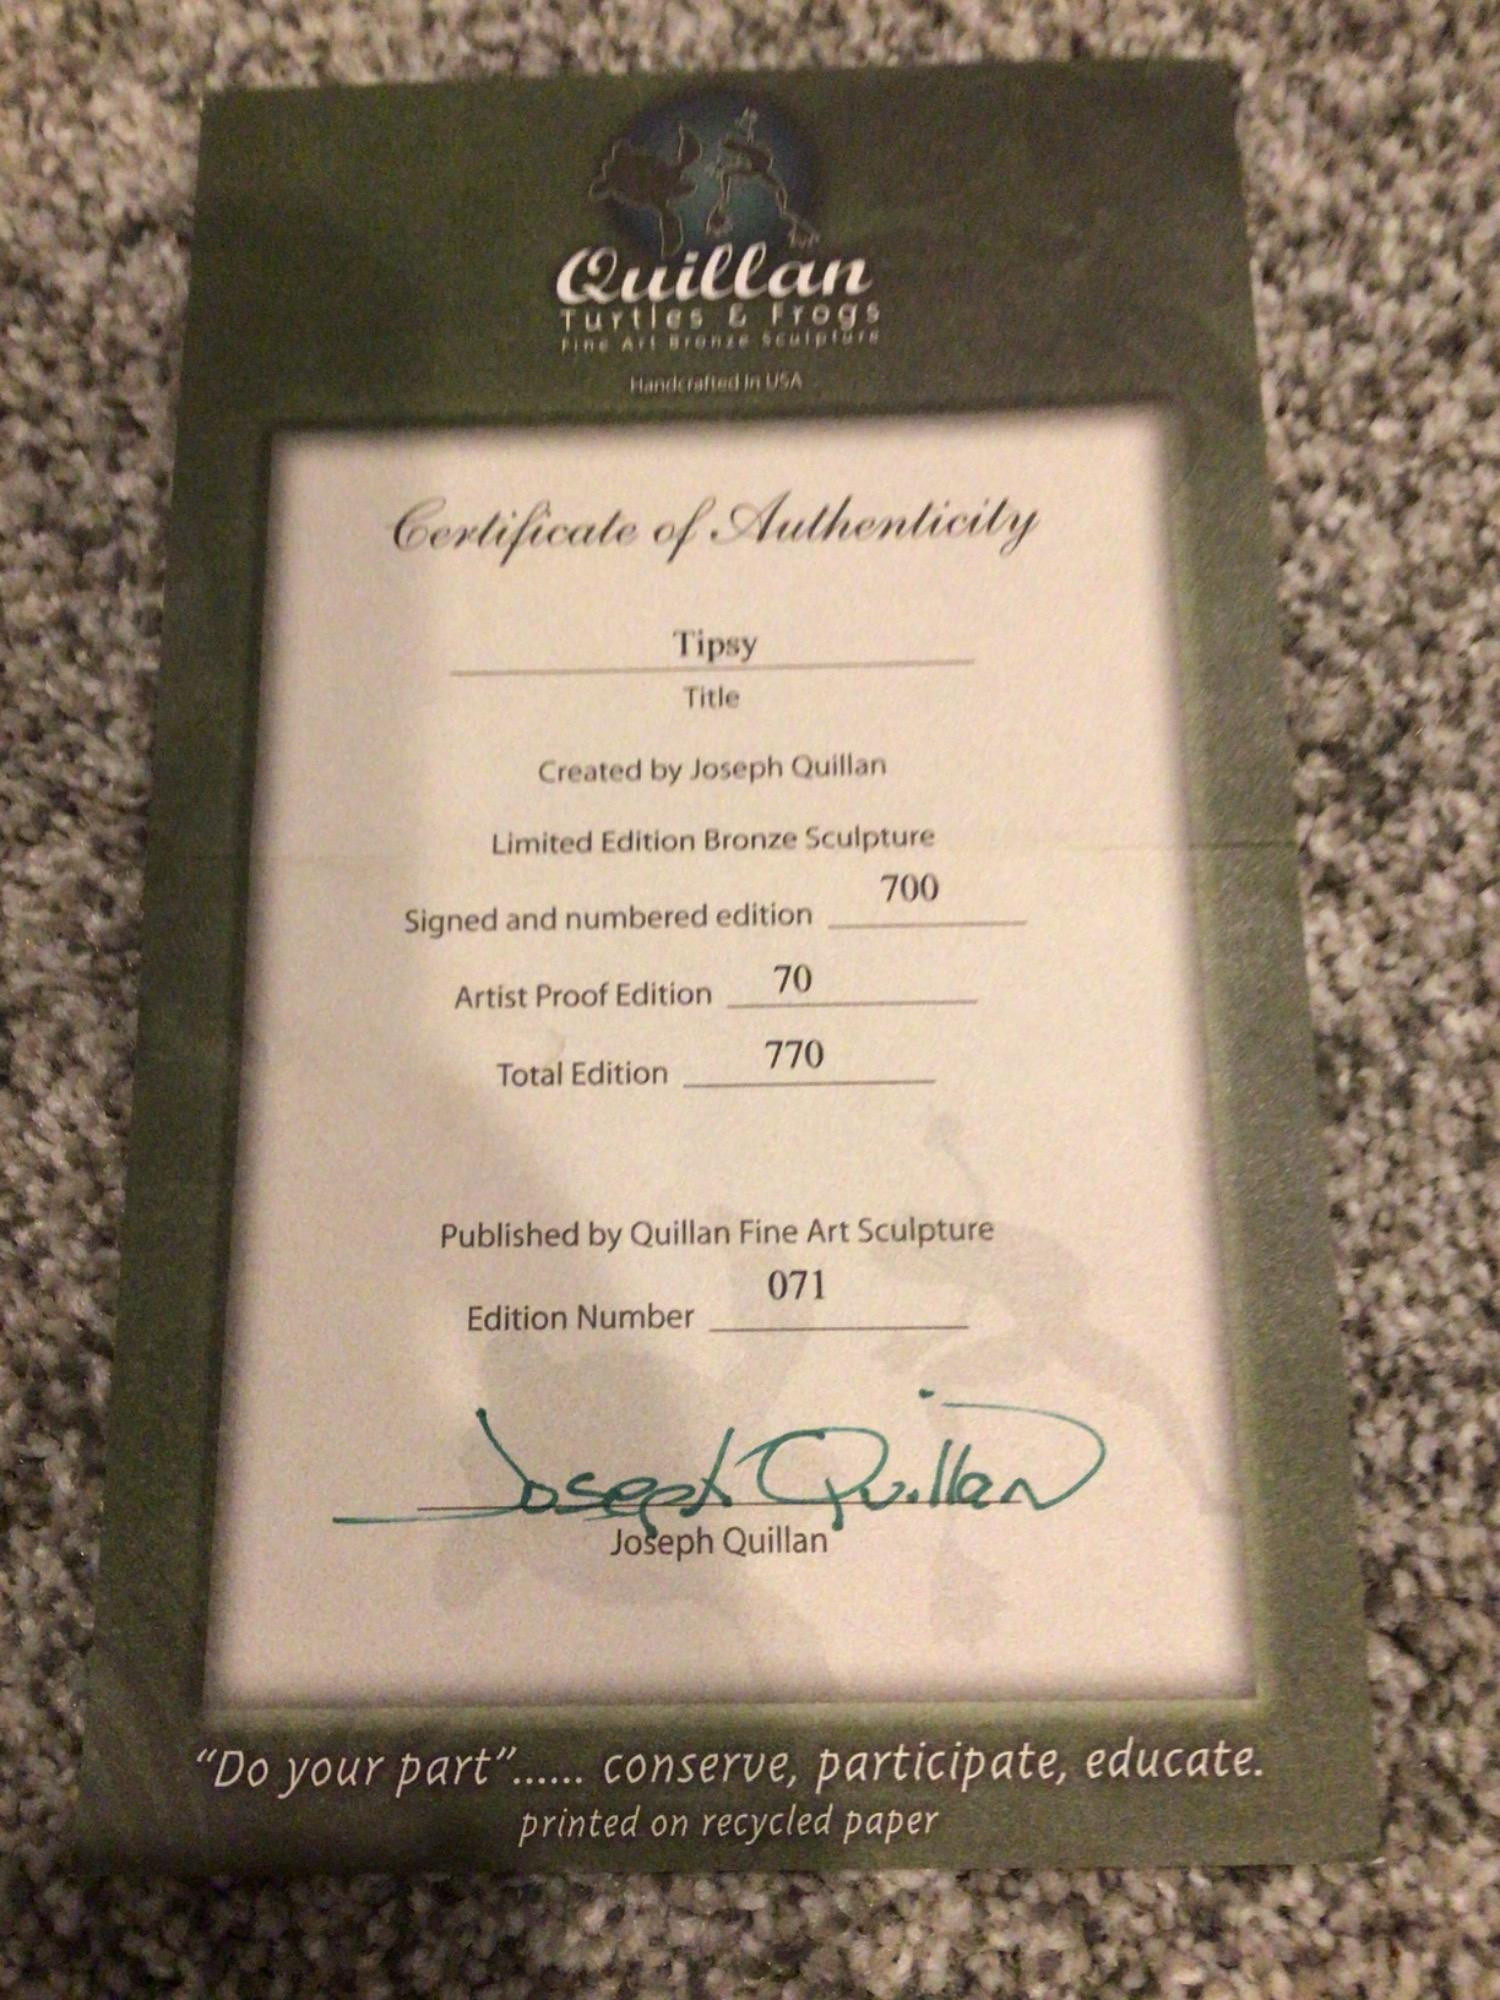 Quillan
Turtles & Frogs
Fine Art Bronze Sculpture
Handcrafted in USA
Certificate of Authenticity
Tipsy
Title
Created by Joseph Quillan
Limited Edition Bronze Sculpture
Signed and numbered edition 700
Artist Proof Edition 70
Total Edition 770
Published by Quillan Fine Art Sculpture
Edition Number 071
Joseph Quillan
Joseph Quillan
“Do your part”...... conserve, participate, educate.
printed on recycled paper